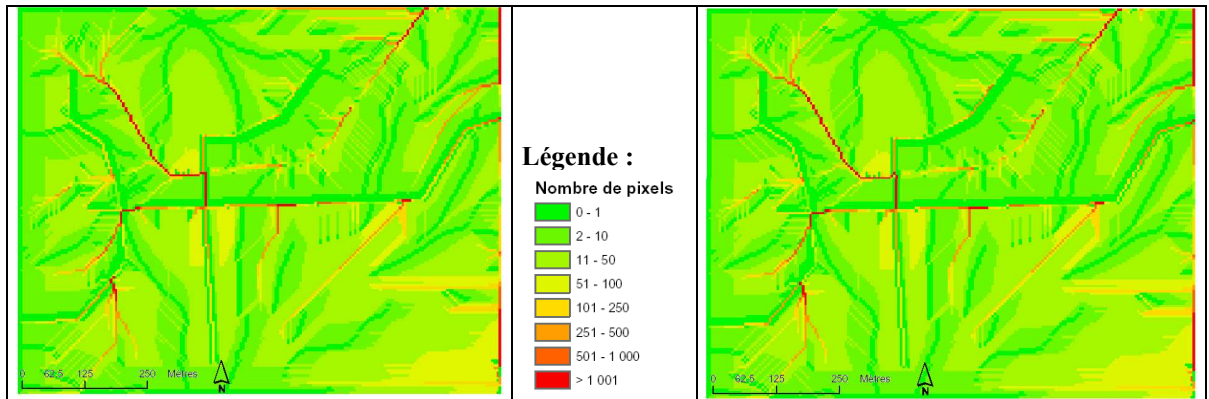 Légende :
Nombre de pixels
0 - 1
2 - 10
11 - 50
51 - 100
101 - 250
251 - 500
501 - 1 000
> 1 001
0 62,5 125 250 Mètres
N
0 62,5 125 250 Mètres
N